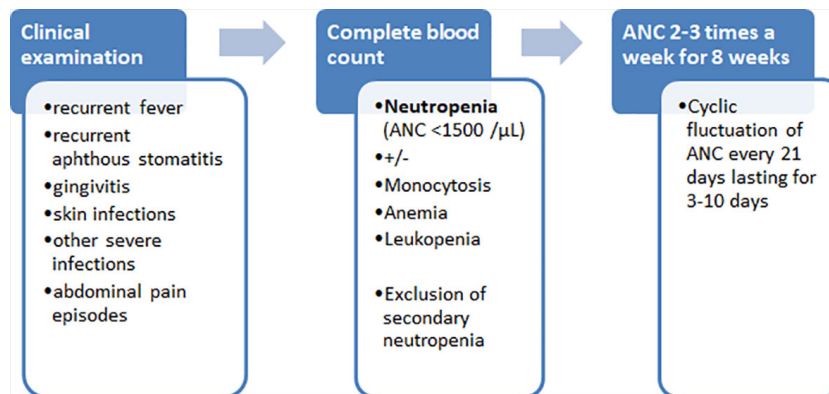 Clinical
examination
•recurrent fever
•recurrent
aphthous stomatitis
•gingivitis
•skin infections
•other severe
infections
•abdominal pain
episodes
Complete blood
count
•Neutropenia
(ANC <1500 /µL)
•+/-
•Monocytosis
•Anemia
•Leukopenia
•Exclusion of
secondary
neutropenia
ANC 2-3 times a
week for 8 weeks
•Cyclic
fluctuation of
ANC every 21
days lasting for
3-10 days